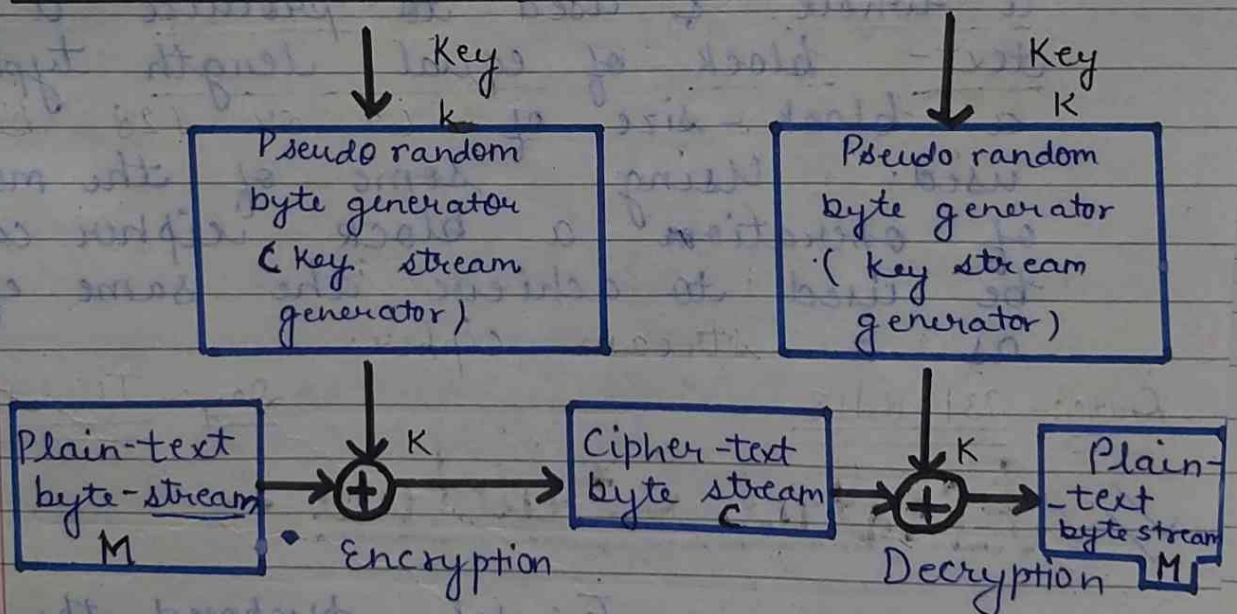 Key
k
Pseudo random
byte generator
(Key stream
generator)
Key
K
Pseudo random
byte generator
(Key stream
generator)
Plain-text
byte-stream
M
K
Encryption
Cipher-text
byte stream
C
K
Decryption
Plain-
-text
byte stream
M